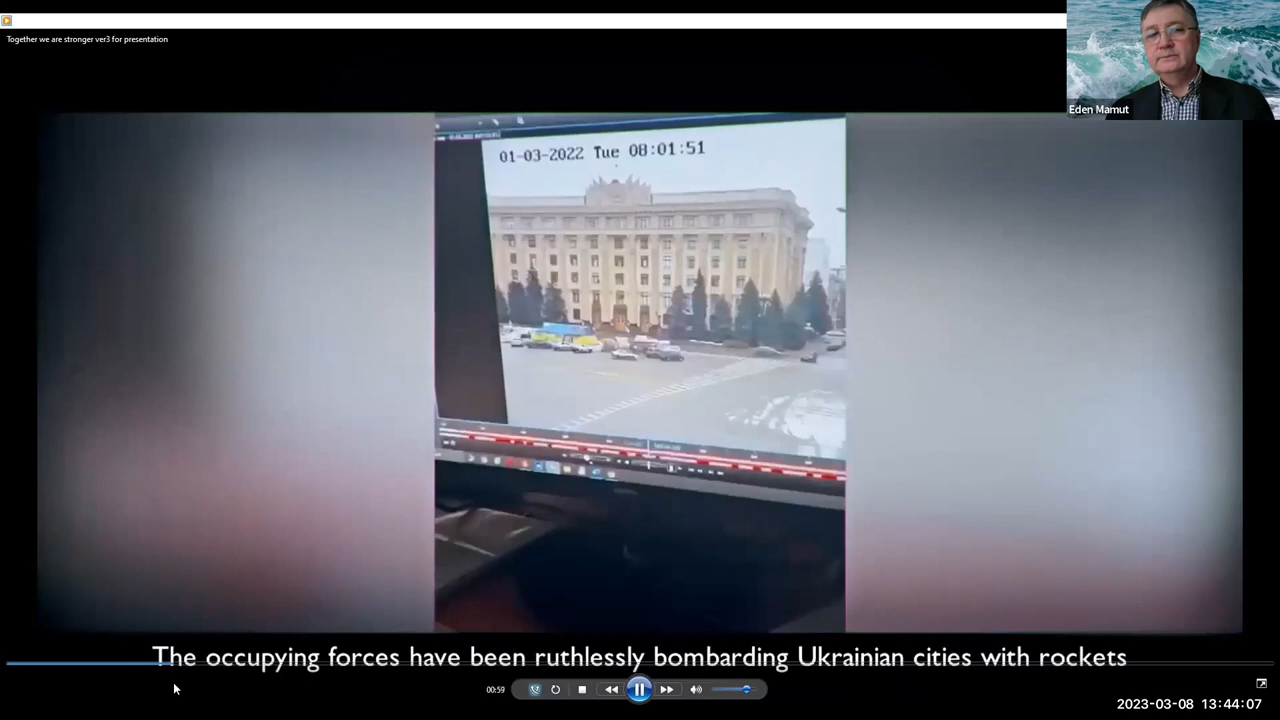 Together we are stronger ver3 for presentation
Eden Mamut
01-03-2022 Tue 08:01:51
The occupying forces have been ruthlessly bombarding Ukrainian cities with rockets
00:59
2023-03-08 13:44:07